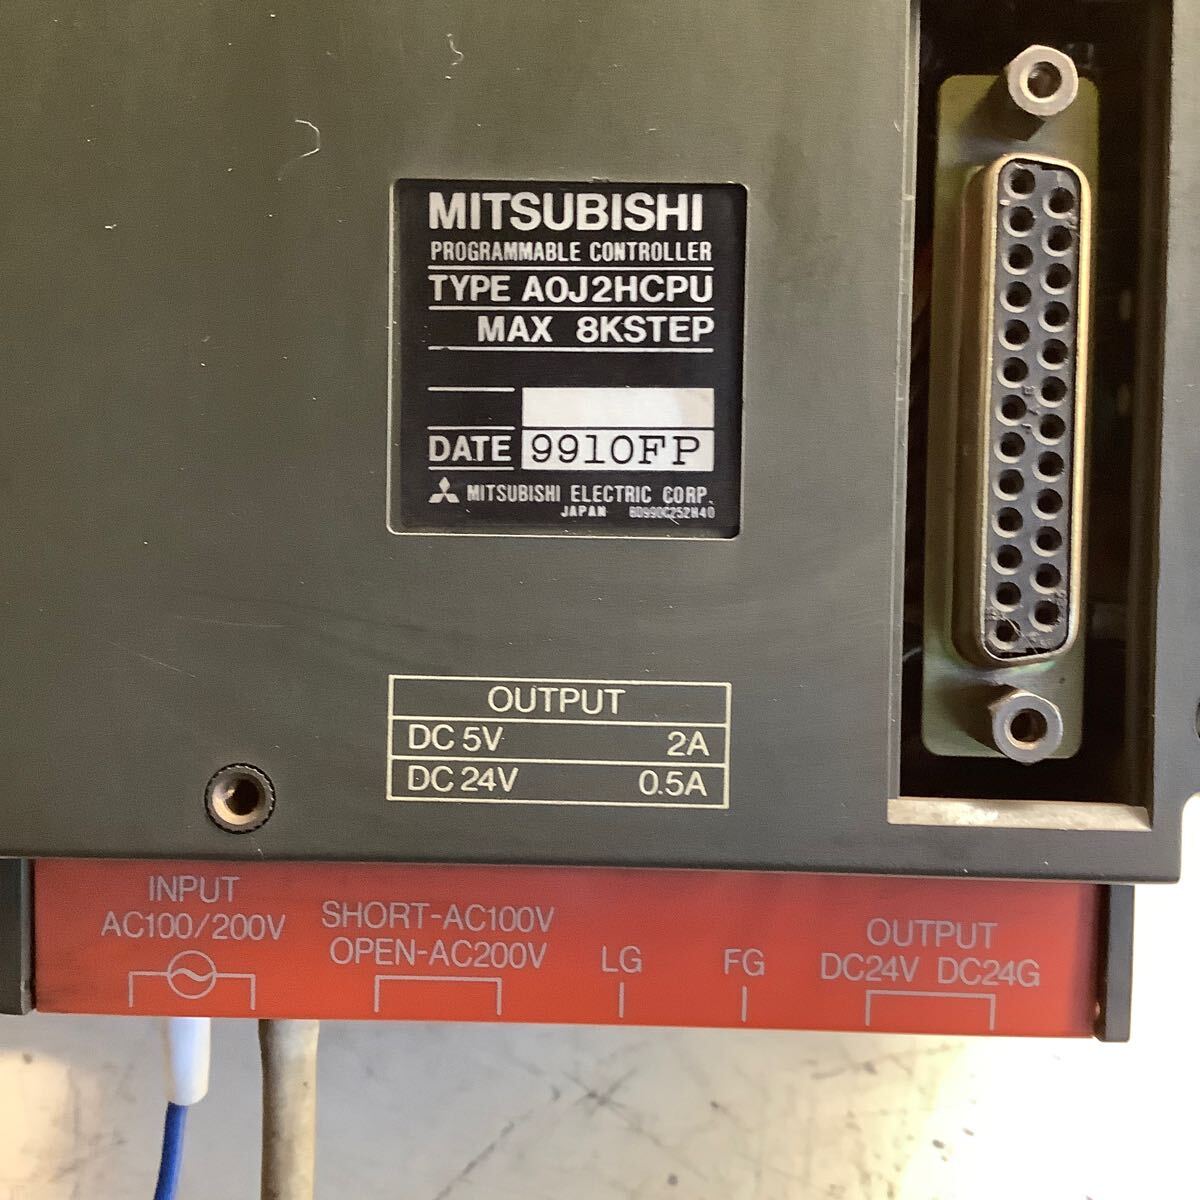 MITSUBISHI
PROGRAMMABLE CONTROLLER
TYPE A0J2HCPU
MAX 8KSTEP
DATE 9910FP
MITSUBISHI ELECTRIC CORP.
JAPAN BD990C252H40
OUTPUT
DC 5V 2A
DC 24V 0.5A
INPUT
AC100/200V
SHORT-AC100V
OPEN-AC200V
LG
FG
OUTPUT
DC24V DC24G